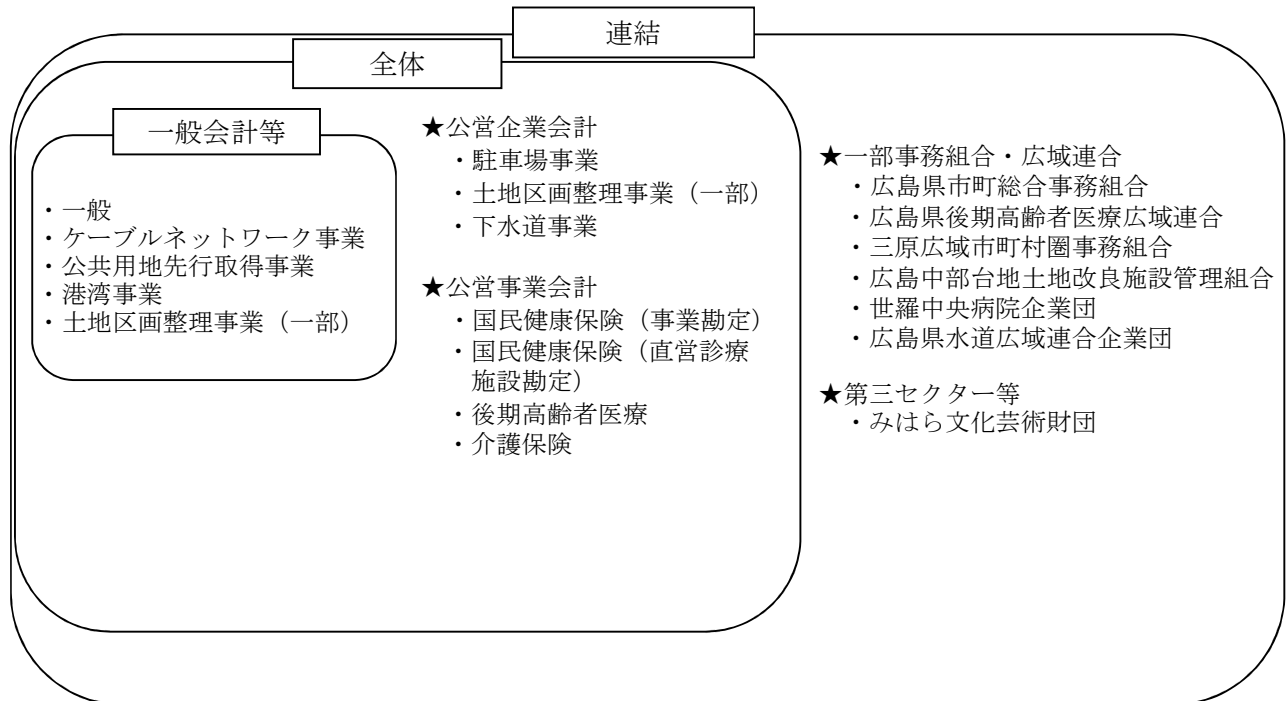 連結
全体
一般会計等
・一般
・ケーブルネットワーク事業
・公共用地先行取得事業
・港湾事業
・土地区画整理事業（一部）
★公営企業会計
・駐車場事業
・土地区画整理事業（一部）
・下水道事業
★公営事業会計
・国民健康保険（事業勘定）
・国民健康保険（直営診療
施設勘定）
・後期高齢者医療
・介護保険
★一部事務組合・広域連合
・広島県市町総合事務組合
・広島県後期高齢者医療広域連合
・三原広域市町村圏事務組合
・広島中部台地土地改良施設管理組合
・世羅中央病院企業団
・広島県水道広域連合企業団
★第三セクター等
・みはら文化芸術財団